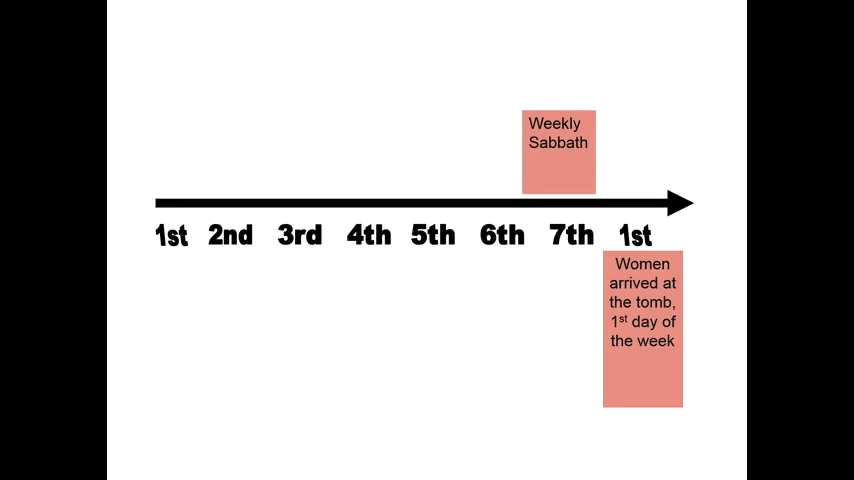 Weekly
Sabbath
1st 2nd 3rd 4th 5th 6th 7th 1st
Women
arrived at
the tomb,
1st day of
the week